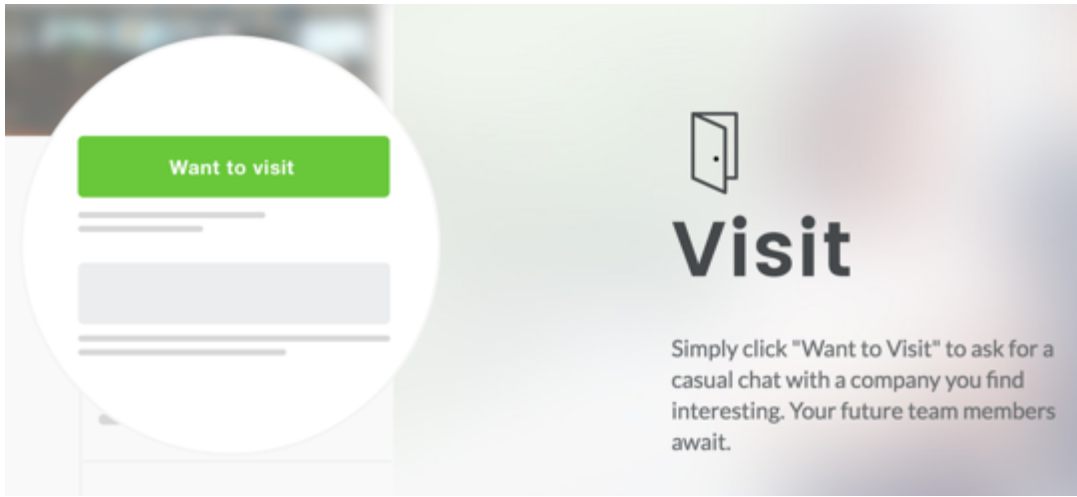 Want to visit
Visit
Simply click "Want to Visit" to ask for a
casual chat with a company you find
interesting. Your future team members
await.